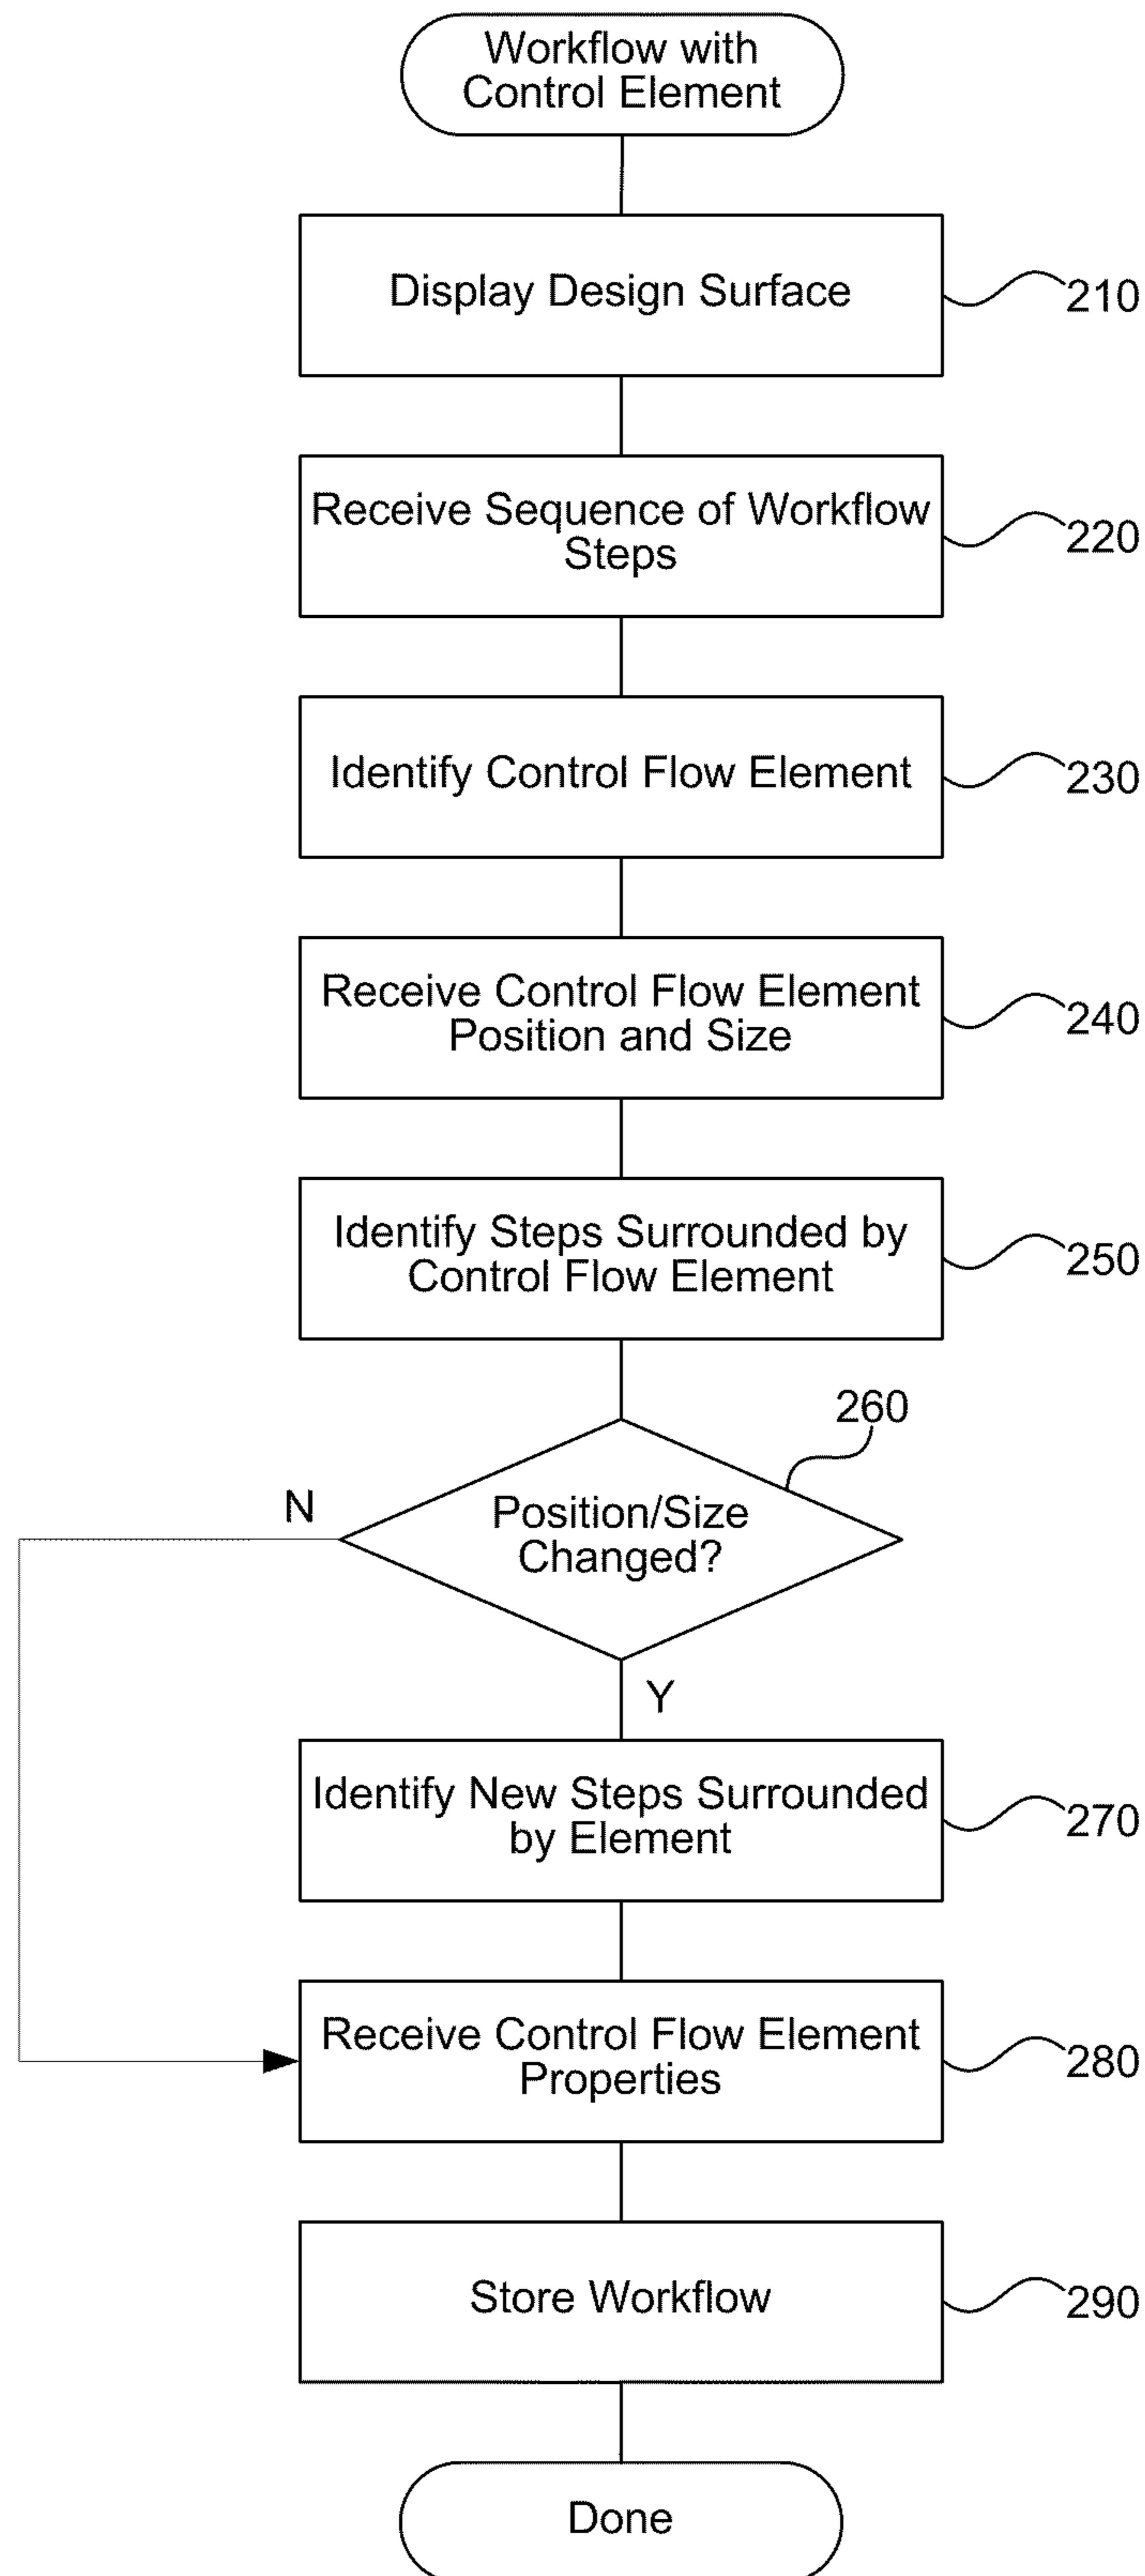 Workflow with
Control Element
Display Design Surface
210
Receive Sequence of Workflow
Steps
220
Identify Control Flow Element
230
Receive Control Flow Element
Position and Size
240
Identify Steps Surrounded by
Control Flow Element
250
260
N
Position/Size
Changed?
Y
Identify New Steps Surrounded
by Element
270
Receive Control Flow Element
Properties
280
Store Workflow
290
Done